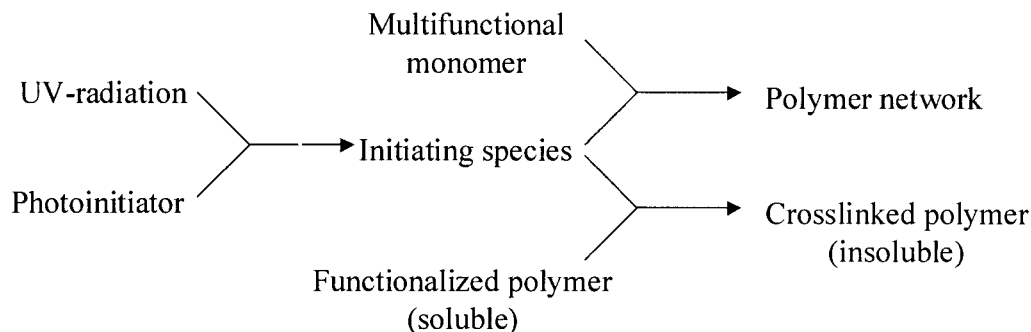 Multifunctional
monomer
UV-radiation
Polymer network
Initiating species
Photoinitiator
Crosslinked polymer
(insoluble)
Functionalized polymer
(soluble)